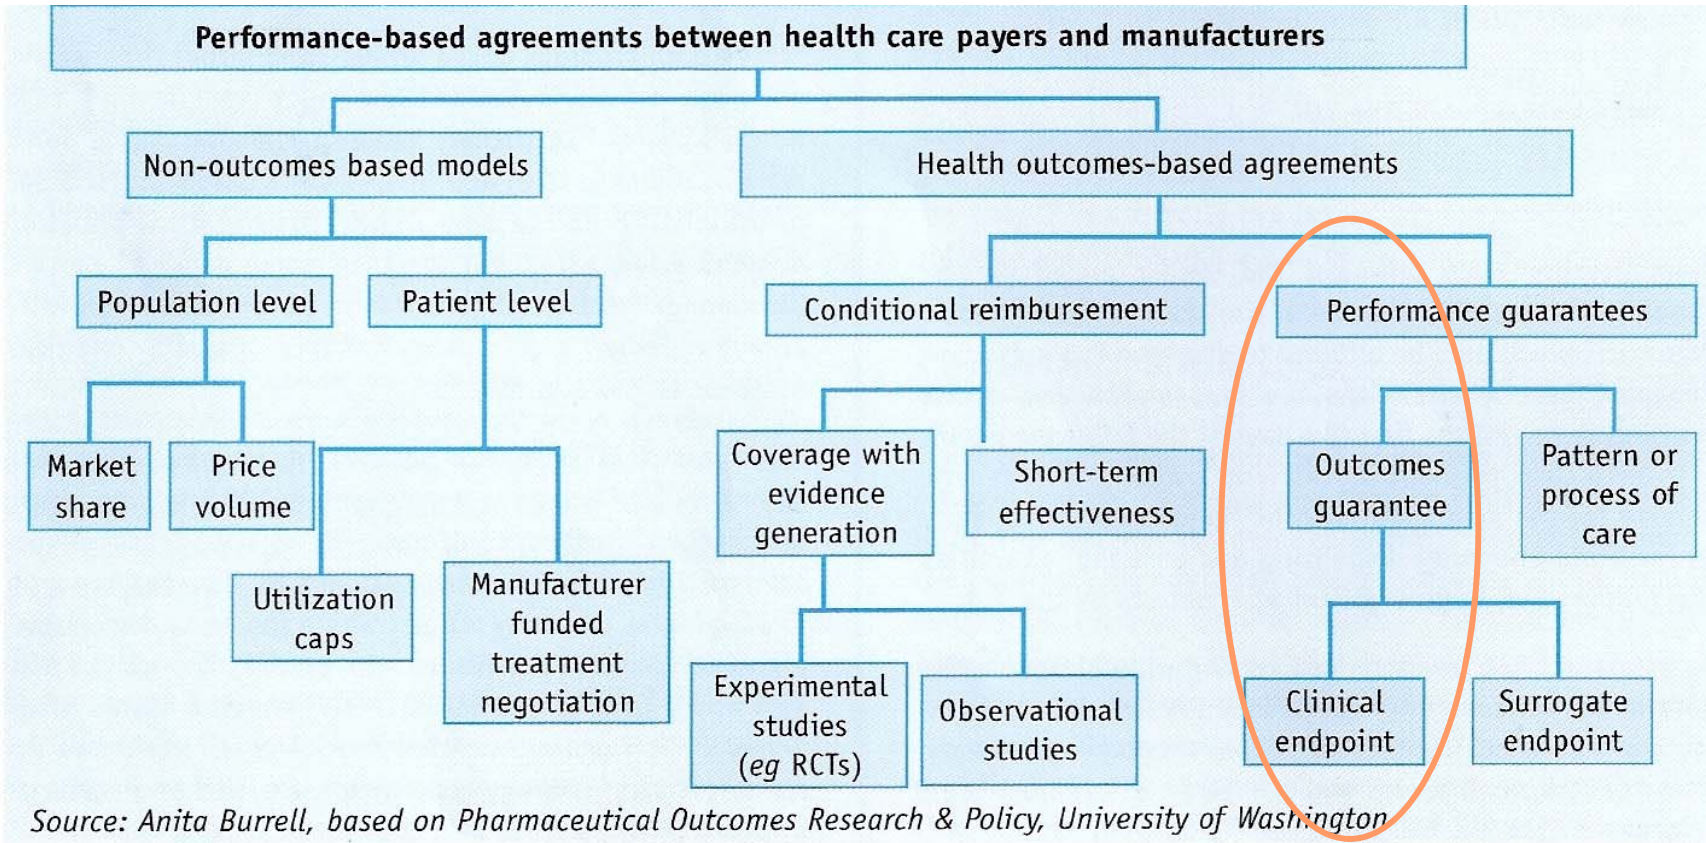 Performance-based agreements between health care payers and manufacturers
Non-outcomes based models
Health outcomes-based agreements
Population level
Patient level
Conditional reimbursement
Performance guarantees
Market
share
Price
volume
Coverage with
evidence
generation
Short-term
effectiveness
Outcomes
guarantee
Pattern or
process of
care
Utilization
caps
Manufacturer
funded
treatment
negotiation
Experimental
studies
(eg RCTs)
Observational
studies
Clinical
endpoint
Surrogate
endpoint
Source: Anita Burrell, based on Pharmaceutical Outcomes Research & Policy, University of Washington